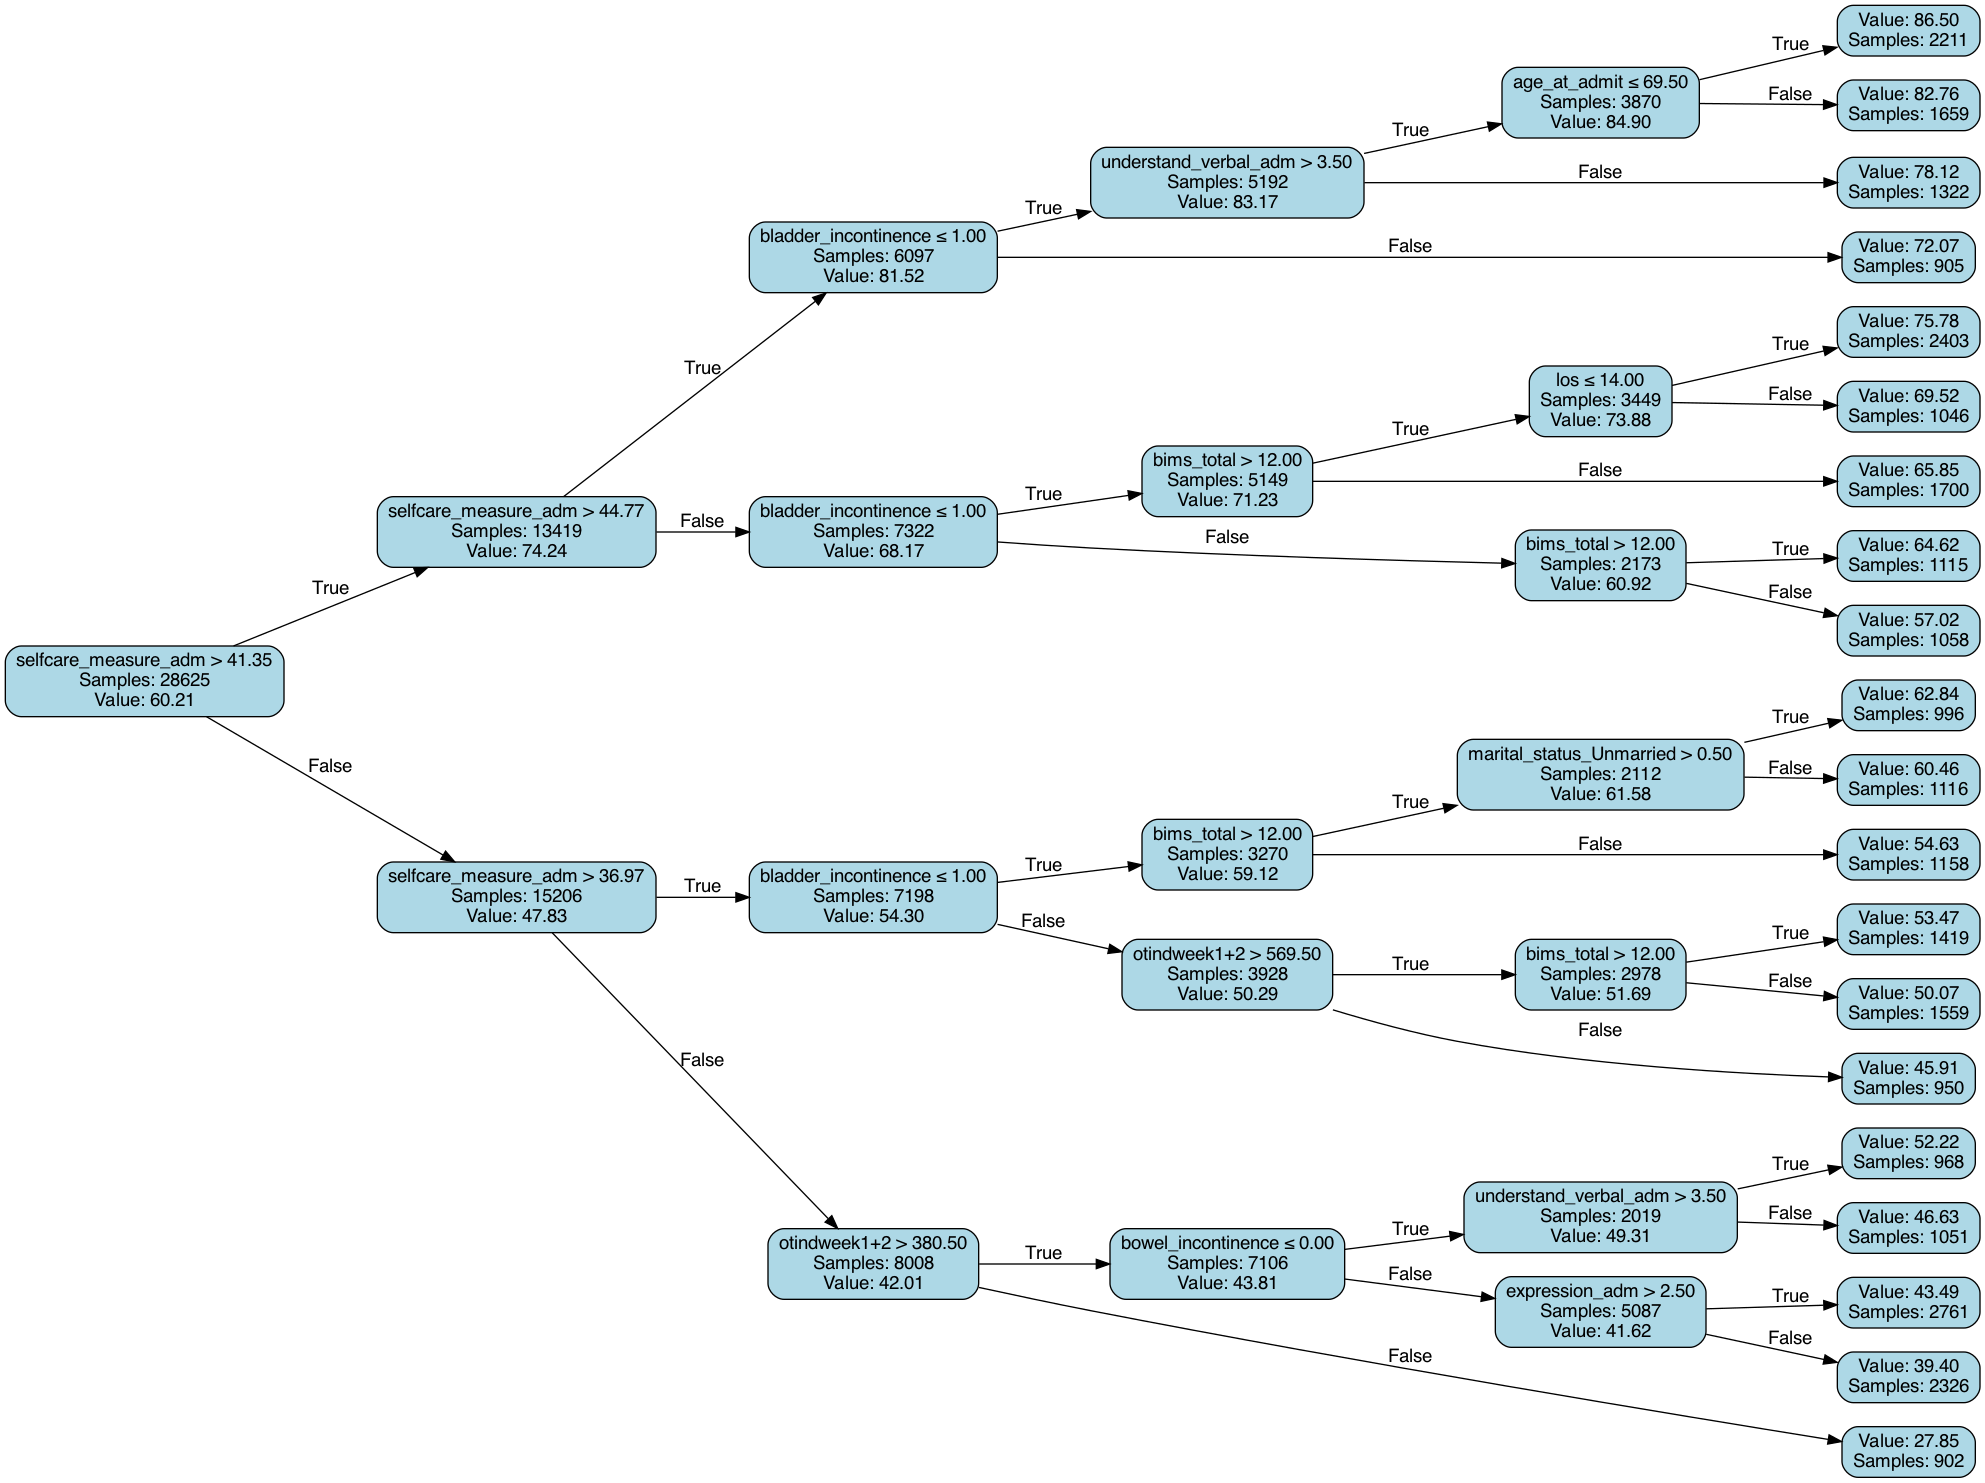 Value: 86.50
Samples: 2211
True
age_at_admit ≤ 69.50
Samples: 3870
Value: 84.90
False
Value: 82.76
Samples: 1659
True
understand_verbal_adm > 3.50
Samples: 5192
Value: 83.17
False
Value: 78.12
Samples: 1322
True
bladder_incontinence ≤ 1.00
Samples: 6097
Value: 81.52
False
Value: 72.07
Samples: 905
True
Value: 75.78
Samples: 2403
True
los ≤ 14.00
Samples: 3449
Value: 73.88
False
Value: 69.52
Samples: 1046
True
bims_total > 12.00
Samples: 5149
Value: 71.23
False
Value: 65.85
Samples: 1700
selfcare_measure_adm > 44.77
Samples: 13419
Value: 74.24
False
bladder_incontinence ≤ 1.00
Samples: 7322
Value: 68.17
True
False
bims_total > 12.00
Samples: 2173
Value: 60.92
True
Value: 64.62
Samples: 1115
False
Value: 57.02
Samples: 1058
True
selfcare_measure_adm > 41.35
Samples: 28625
Value: 60.21
False
True
Value: 62.84
Samples: 996
marital_status_Unmarried > 0.50
Samples: 2112
Value: 61.58
False
Value: 60.46
Samples: 1116
True
bims_total > 12.00
Samples: 3270
Value: 59.12
False
Value: 54.63
Samples: 1158
selfcare_measure_adm > 36.97
Samples: 15206
Value: 47.83
True
bladder_incontinence ≤ 1.00
Samples: 7198
Value: 54.30
True
False
otindweek1+2 > 569.50
Samples: 3928
Value: 50.29
True
bims_total > 12.00
Samples: 2978
Value: 51.69
True
Value: 53.47
Samples: 1419
False
Value: 50.07
Samples: 1559
False
Value: 45.91
Samples: 950
False
True
Value: 52.22
Samples: 968
understand_verbal_adm > 3.50
Samples: 2019
Value: 49.31
False
Value: 46.63
Samples: 1051
otindweek1+2 > 380.50
Samples: 8008
Value: 42.01
True
bowel_incontinence ≤ 0.00
Samples: 7106
Value: 43.81
True
False
expression_adm > 2.50
Samples: 5087
Value: 41.62
True
Value: 43.49
Samples: 2761
False
Value: 39.40
Samples: 2326
False
Value: 27.85
Samples: 902